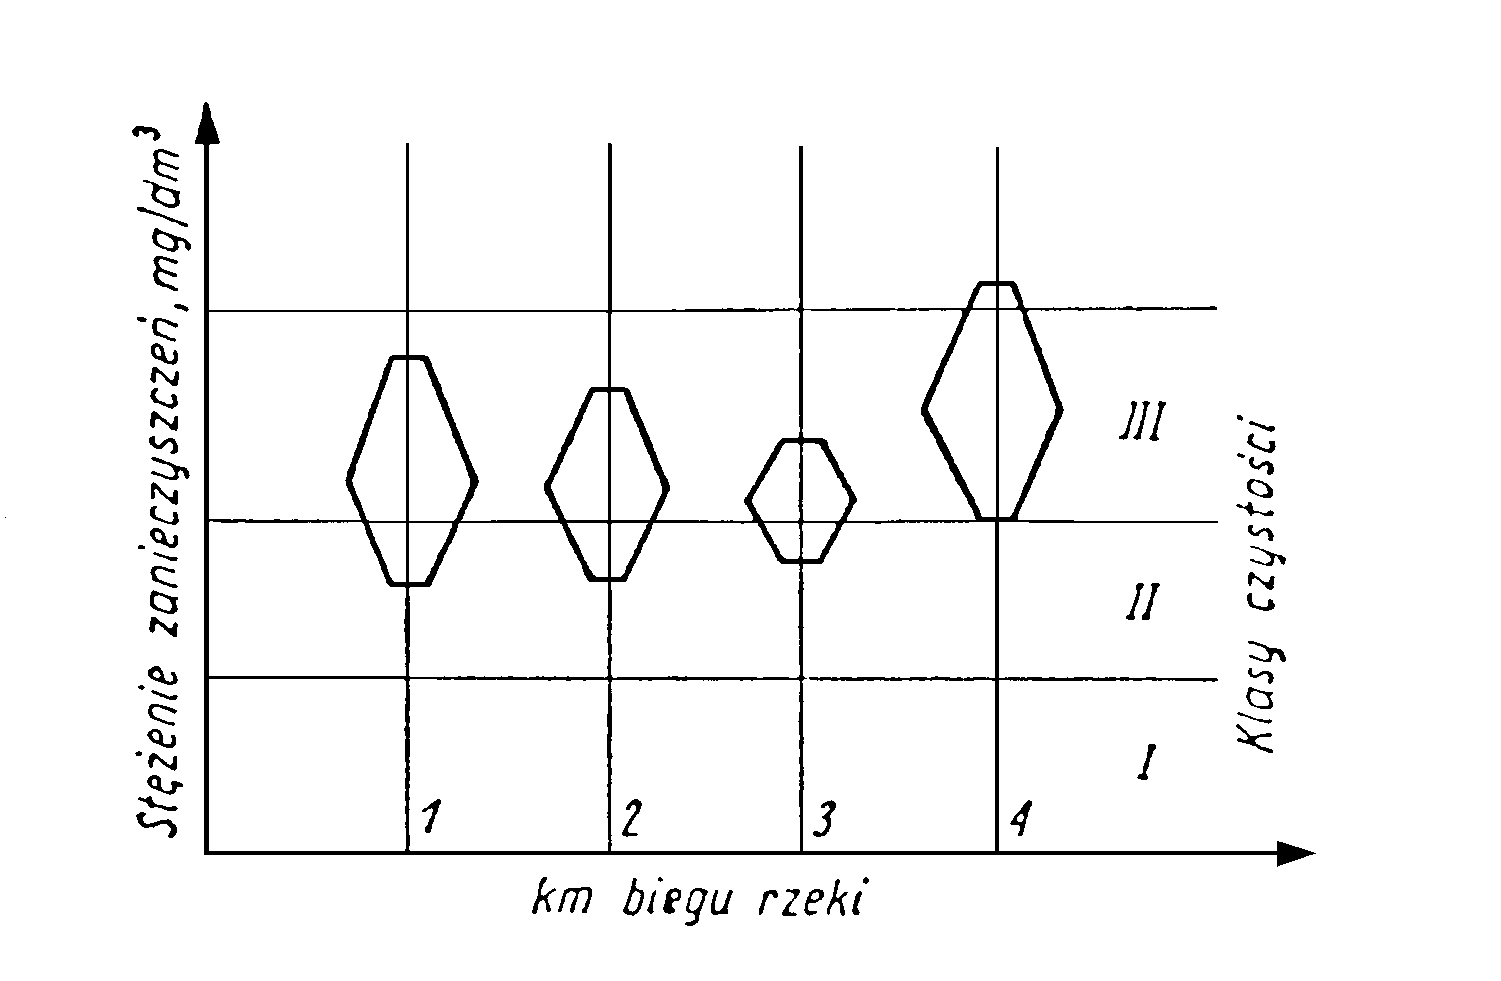 Stężenie zanieczyszczeń, mg/dm³
III
II
I
Klasy czystości
1
2
3
4
km biegu rzeki